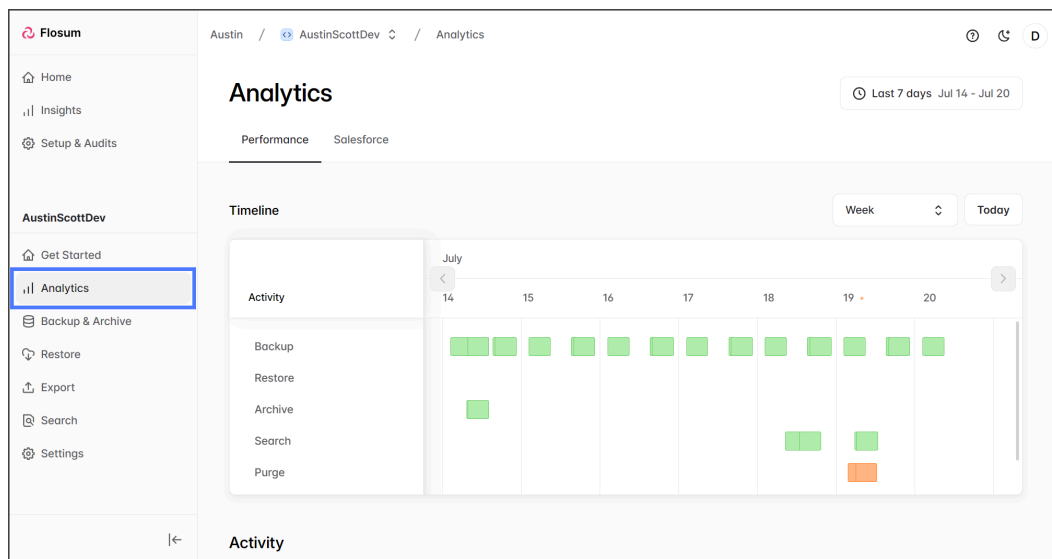 Flosum
Austin / AustinScottDev / Analytics
D
Home
Insights
Setup & Audits
Analytics
Last 7 days Jul 14 - Jul 20
Performance Salesforce
AustinScottDev
Get Started
Analytics
Backup & Archive
Restore
Export
Search
Settings
Timeline
Week
Today
July
Activity
14 15 16 17 18 19 20
Backup
Restore
Archive
Search
Purge
Activity